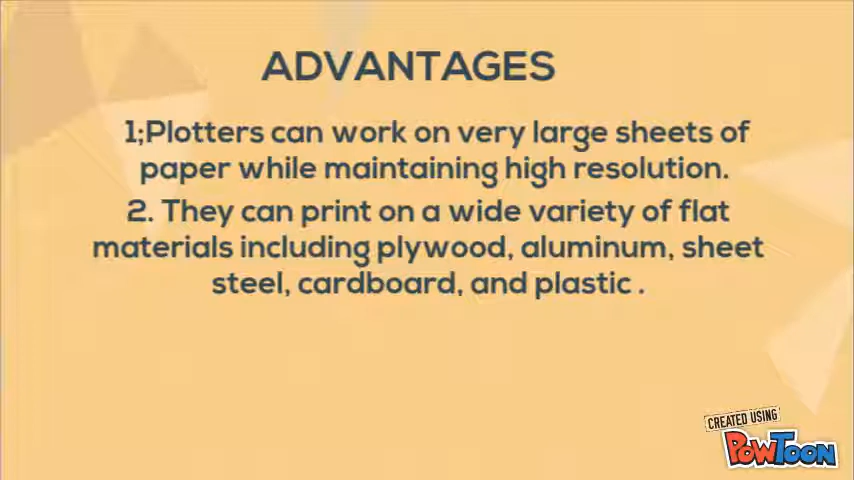 ADVANTAGES
1;Plotters can work on very large sheets of
paper while maintaining high resolution.
2. They can print on a wide variety of flat
materials including plywood, aluminum, sheet
steel, cardboard, and plastic .
CREATED USING
POWTOON